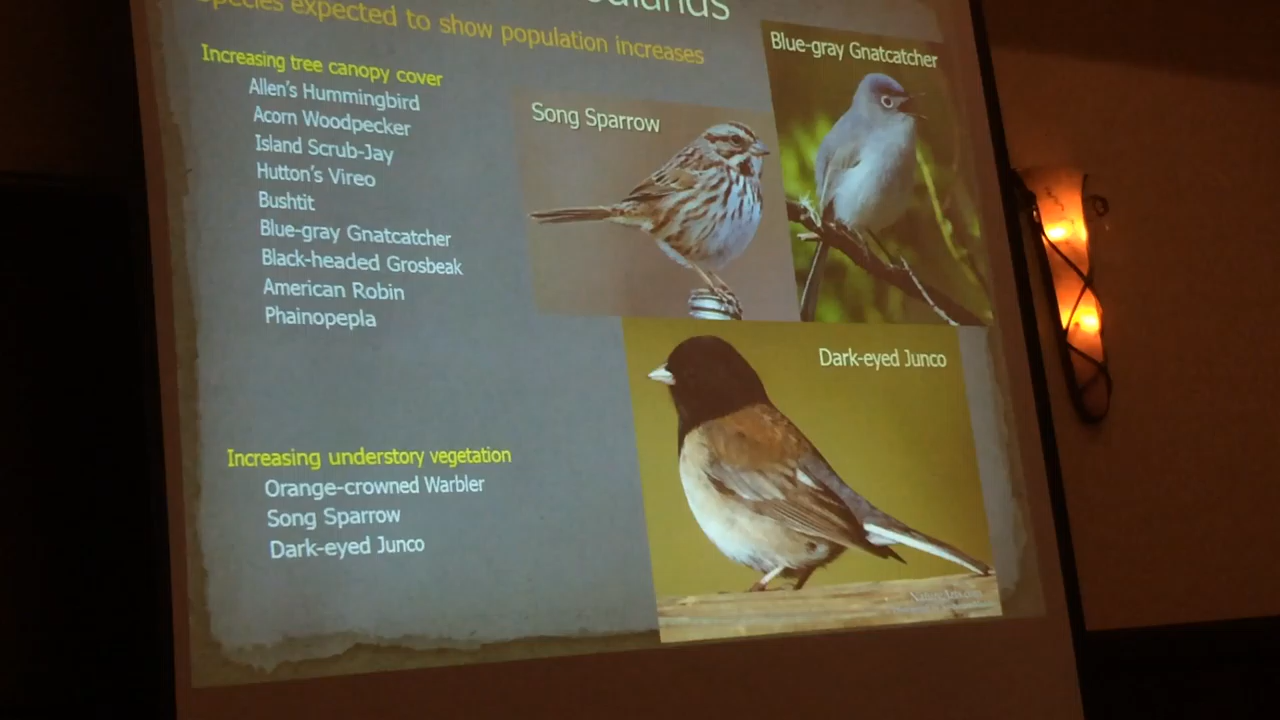 Species expected to show population increases
Increasing tree canopy cover
Allen's Hummingbird
Acorn Woodpecker
Island Scrub-Jay
Hutton's Vireo
Bushtit
Blue-gray Gnatcatcher
Black-headed Grosbeak
American Robin
Phainopepla
Increasing understory vegetation
Orange-crowned Warbler
Song Sparrow
Dark-eyed Junco
Song Sparrow
Blue-gray Gnatcatcher
Dark-eyed Junco